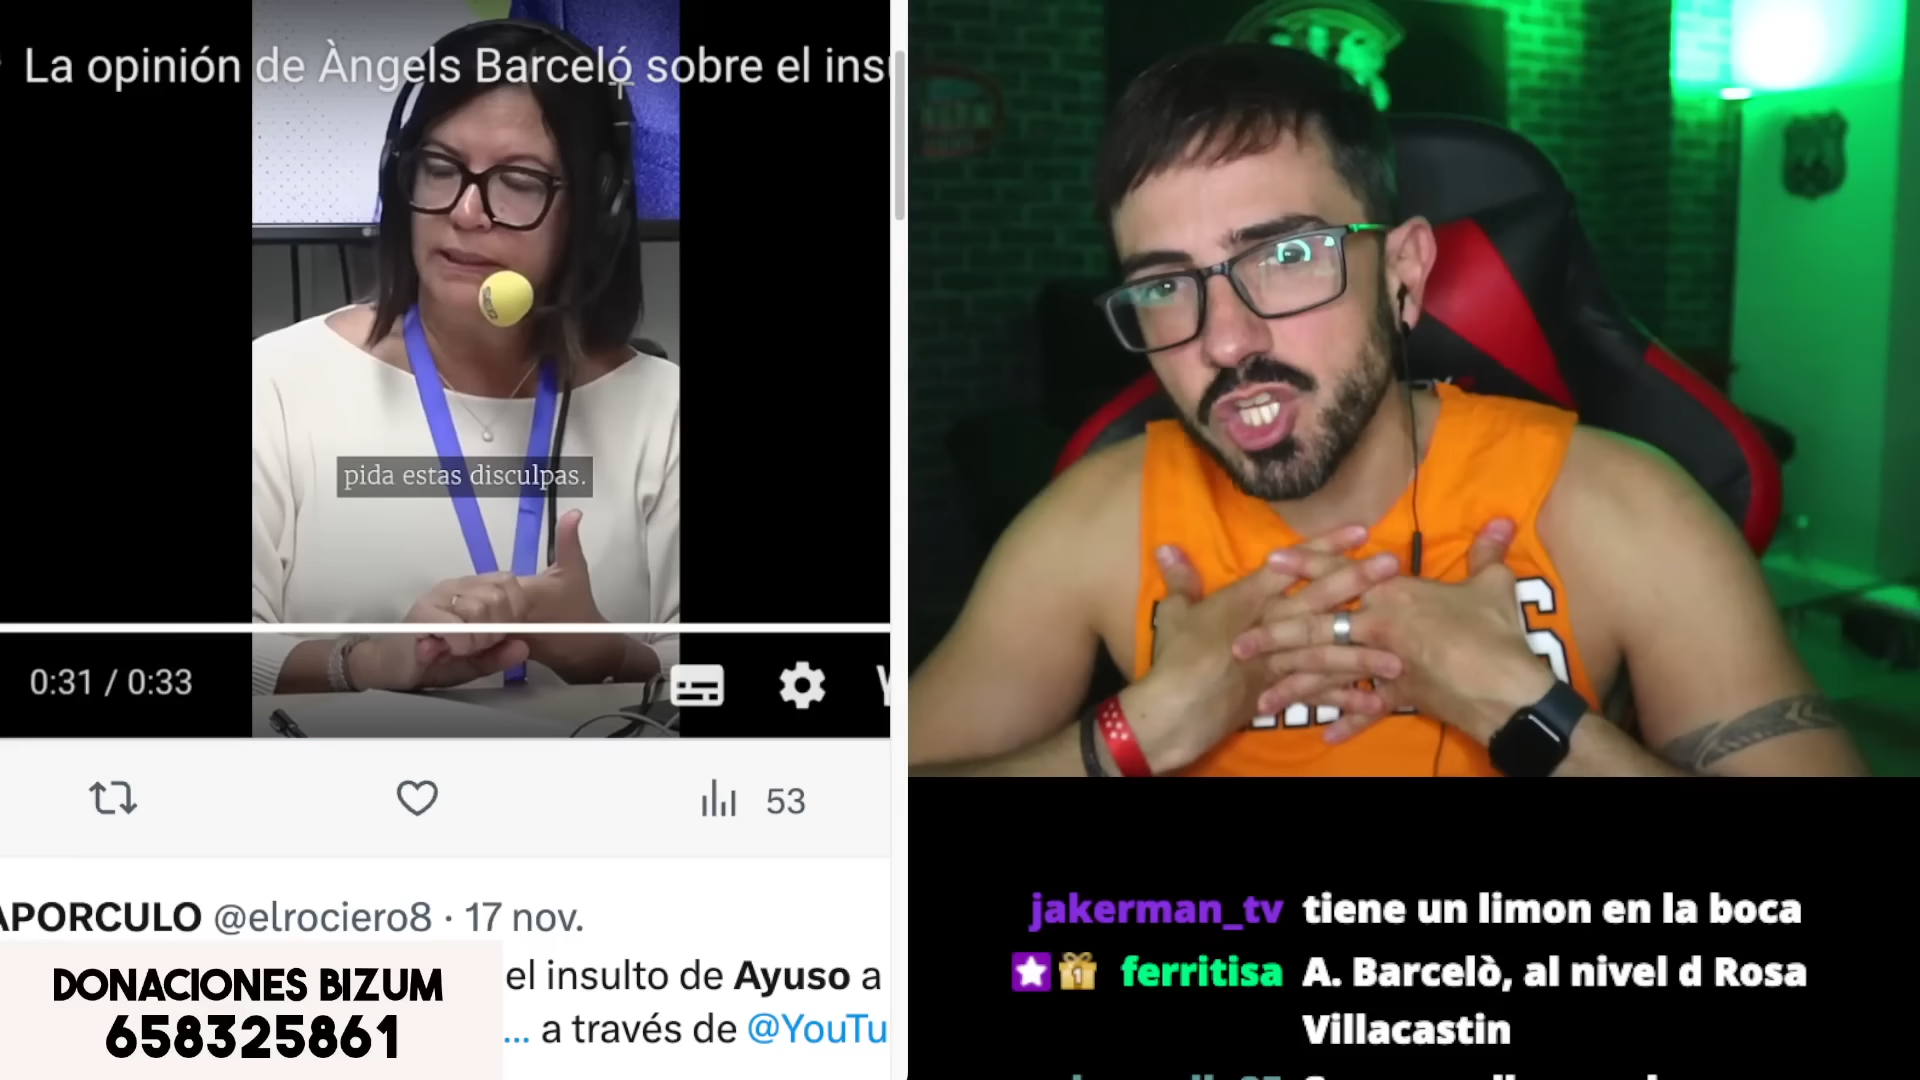 La opinión de Àngels Barceló sobre el ins
pida estas disculpas.
0:31 / 0:33
53
APORCULO @elrociero8 · 17 nov.
el insulto de Ayuso a
... a través de @YouTu
DONACIONES BIZUM
658325861
jakerman_tv tiene un limon en la boca
1 ferritisa A. Barcelò, al nivel d Rosa
Villacastin